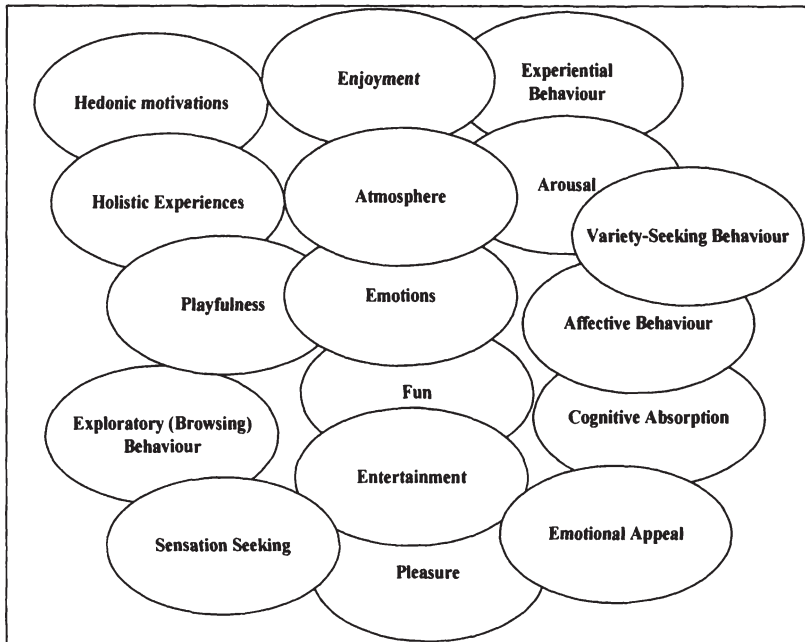 Enjoyment
Experiential
Behaviour
Hedonic motivations
Holistic Experiences
Atmosphere
Arousal
Variety-Seeking Behaviour
Playfulness
Emotions
Affective Behaviour
Fun
Exploratory (Browsing)
Behaviour
Cognitive Absorption
Entertainment
Sensation Seeking
Emotional Appeal
Pleasure